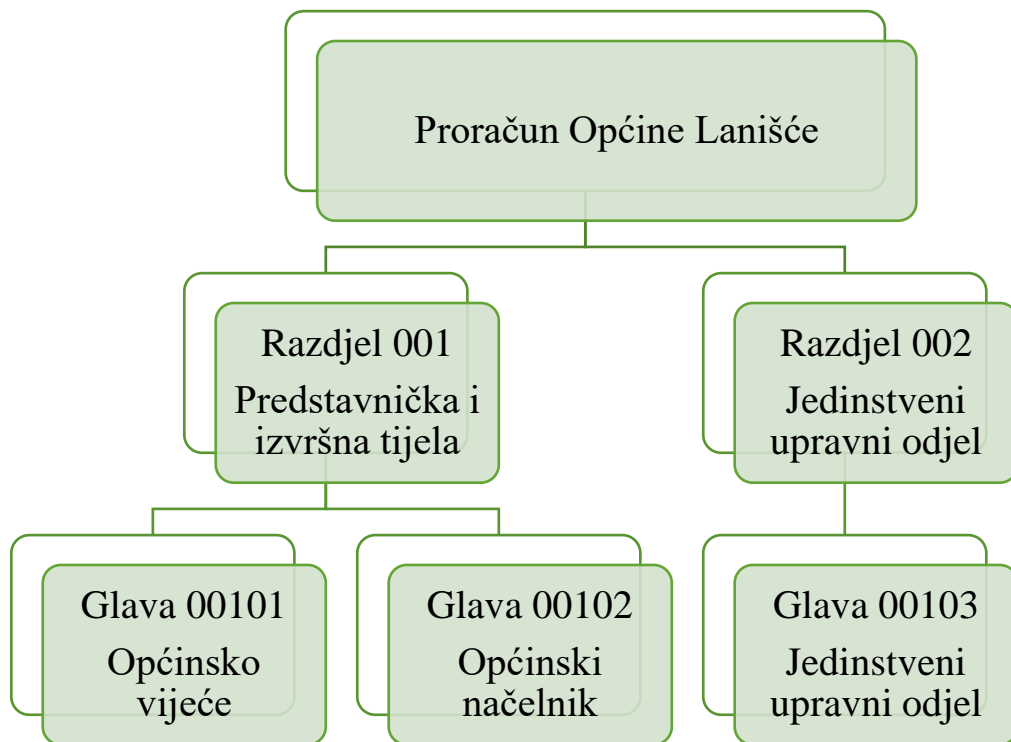 Proračun Općine Lanišće
Razdjel 001
Predstavnička i
izvršna tijela
Razdjel 002
Jedinstveni
upravni odjel
Glava 00101
Općinsko
vijeće
Glava 00102
Općinski
načelnik
Glava 00103
Jedinstveni
upravni odjel